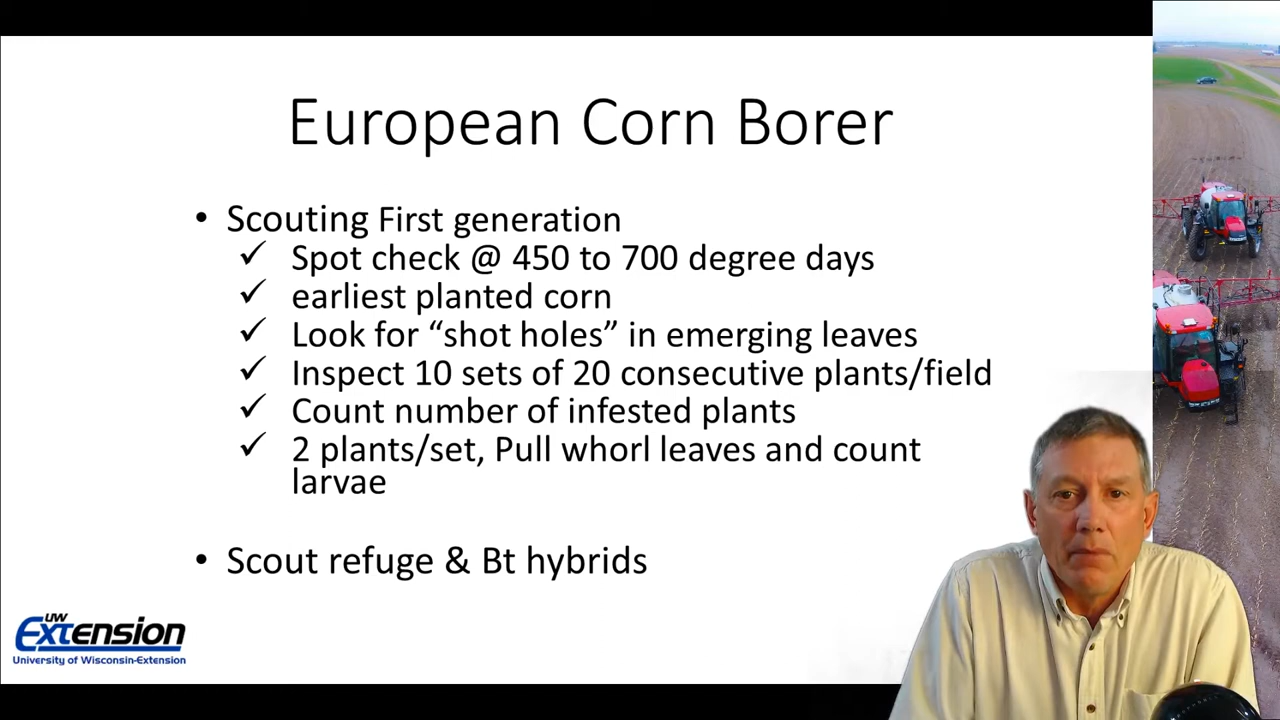 European Corn Borer
• Scouting First generation
✓ Spot check @ 450 to 700 degree days
✓ earliest planted corn
✓ Look for “shot holes” in emerging leaves
✓ Inspect 10 sets of 20 consecutive plants/field
✓ Count number of infested plants
✓ 2 plants/set, Pull whorl leaves and count
larvae
• Scout refuge & Bt hybrids
UW
Extension
University of Wisconsin-Extension